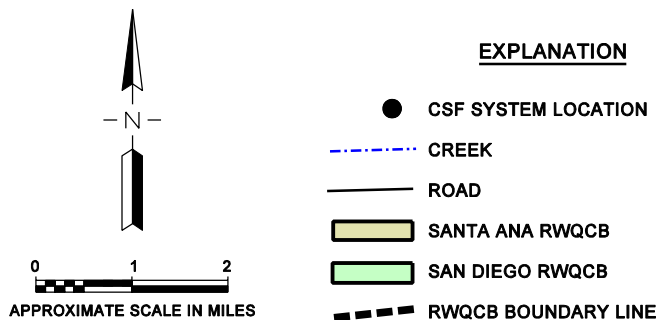 -N-
0 1 2
APPROXIMATE SCALE IN MILES
EXPLANATION
CSF SYSTEM LOCATION
CREEK
ROAD
SANTA ANA RWQCB
SAN DIEGO RWQCB
RWQCB BOUNDARY LINE